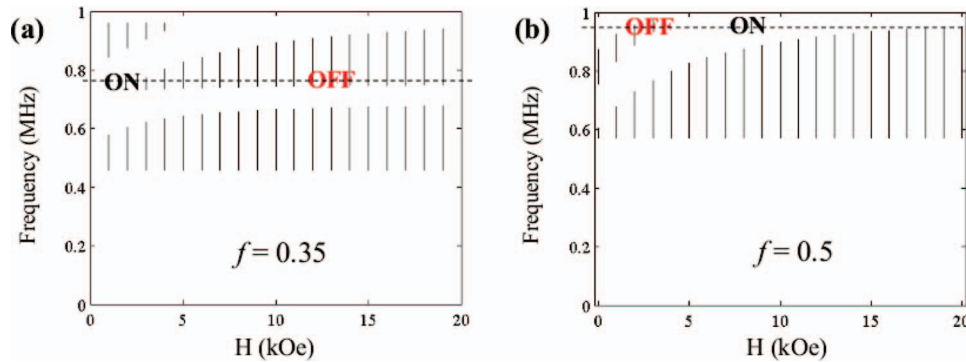 (a)
Frequency (MHz)
1
0.8
0.6
0.4
0.2
0
ON
OFF
f = 0.35
0 5 10 15 20
H (kOe)
(b)
Frequency (MHz)
1
0.8
0.6
0.4
0.2
0
OFF
ON
f = 0.5
0 5 10 15 20
H (kOe)